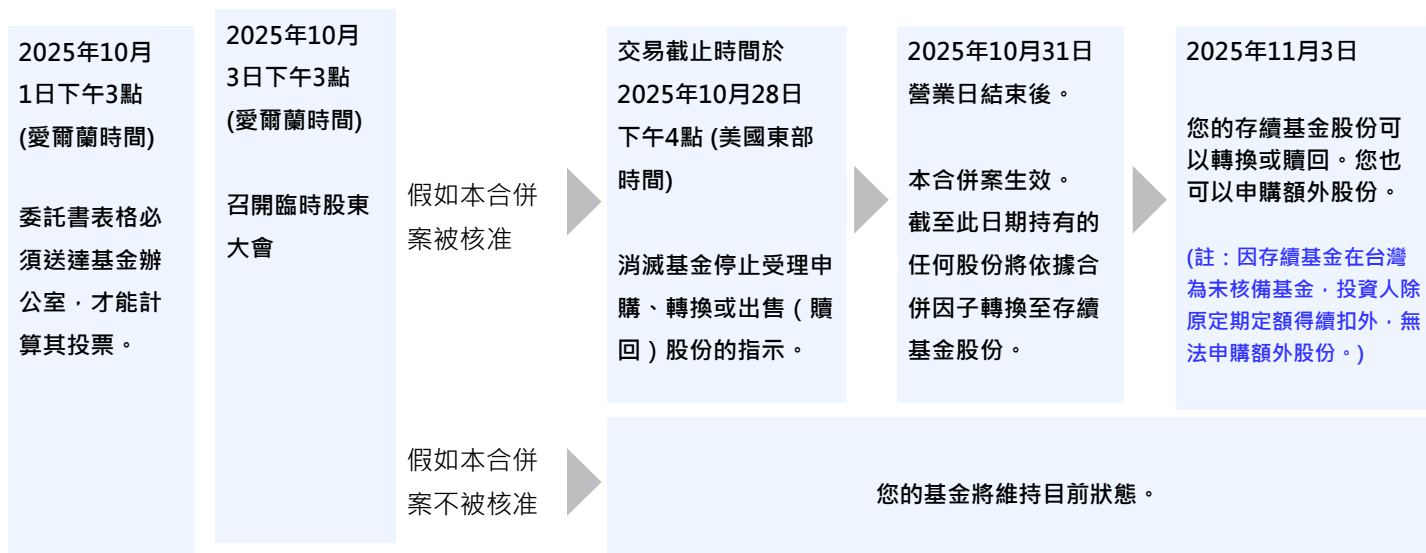 2025年10月
1日下午3點
(愛爾蘭時間)
委託書表格必
須送達基金辦
公室，才能計
算其投票。
2025年10月
3日下午3點
(愛爾蘭時間)
召開臨時股東
大會
假如本合併
案被核准
交易截止時間於
2025年10月28日
下午4點 (美國東部
時間)
消滅基金停止受理申
購、轉換或出售（贖
回）股份的指示。
2025年10月31日
營業日結束後。
本合併案生效。
截至此日期持有的
任何股份將依據合
併因子轉換至存續
基金股份。
2025年11月3日
您的存續基金股份可
以轉換或贖回。您也
可以申購額外股份。
(註：因存續基金在台灣
為未核備基金，投資人除
原定期定額得續扣外，無
法申購額外股份。)
假如本合併
案不被核准
您的基金將維持目前狀態。